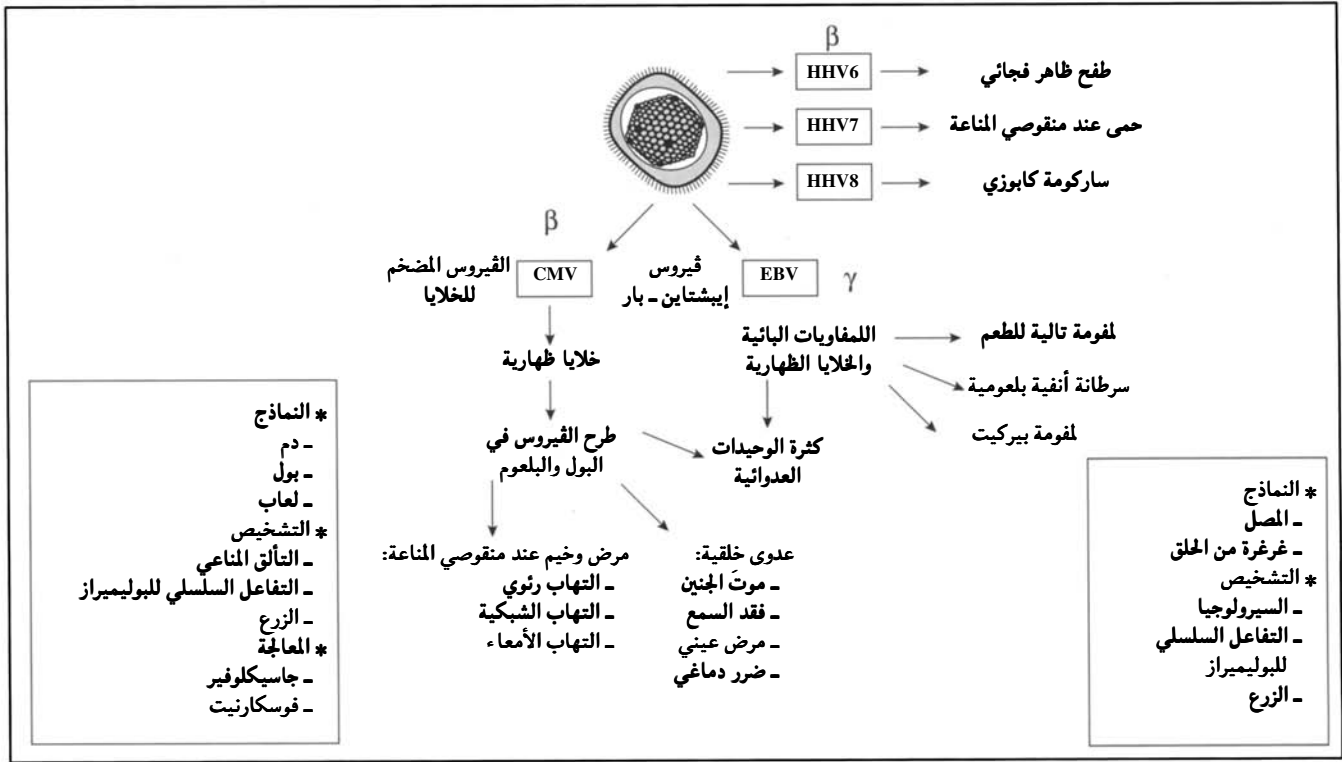 β
HHV6
طفح ظاهر فجائي
HHV7
حمى عند منقوصي المناعة
HHV8
ساركومة كابوزي
β
CMV
الڤيروس المضخم
للخلايا
ڤيروس
إيبشتاين ـ بار
EBV
γ
خلايا ظهارية
طرح الڤيروس في
البول والبلعوم
اللمفاويات البائية
والخلايا الظهارية
لمفومة تالية للطعم
سرطانة أنفية بلعومية
لمفومة بيركيت
كثرة الوحيدات
العدوائية
مرض وخيم عند منقوصي المناعة:
ـ التهاب رئوي
ـ التهاب الشبكية
ـ التهاب الأمعاء
عدوى خلقية:
ـ موت الجنين
ـ فقد السمع
ـ مرض عيني
ـ ضرر دماغي
* النماذج
ـ دم
ـ بول
ـ لعاب
* التشخيص
ـ التألق المناعي
ـ التفاعل السلسلي للبوليميراز
ـ الزرع
* المعالجة
ـ جاسيكلوفير
ـ فوسكارنيت
* النماذج
ـ المصل
ـ غرغرة من الحلق
* التشخيص
ـ السيرولوجيا
ـ التفاعل السلسلي
للبوليميراز
ـ الزرع